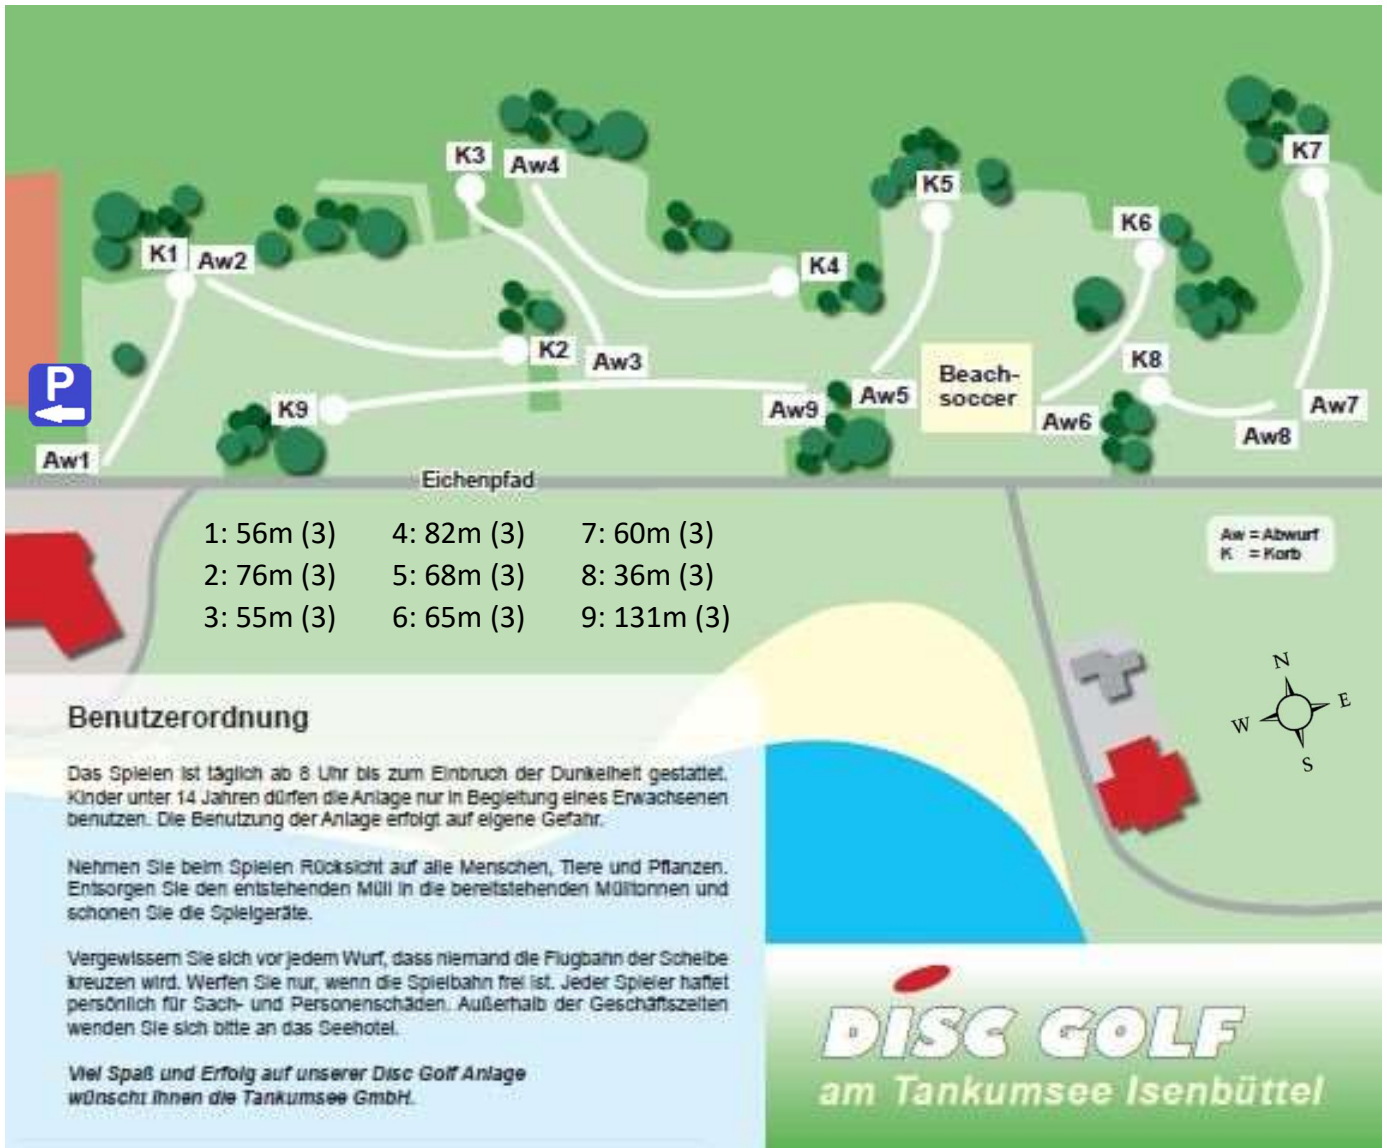 K7
K3
Aw4
K5
K6
K1
Aw2
K4
K2
Aw3
K8
P
Beach-
soccer
K9
Aw9
Aw5
Aw6
Aw7
Aw8
Aw1
Eichenpfad
1: 56m (3) 4: 82m (3) 7: 60m (3)
2: 76m (3) 5: 68m (3) 8: 36m (3)
3: 55m (3) 6: 65m (3) 9: 131m (3)
Aw = Abwurf
K = Korb
N
W E
S
Benutzerordnung
Das Spielen ist täglich ab 8 Uhr bis zum Einbruch der Dunkelheit gestattet.
Kinder unter 14 Jahren dürfen die Anlage nur in Begleitung eines Erwachsenen
benutzen. Die Benutzung der Anlage erfolgt auf eigene Gefahr.
Nehmen Sie beim Spielen Rücksicht auf alle Menschen, Tiere und Pflanzen.
Entsorgen Sie den entstehenden Müll in die bereitstehenden Mülltonnen und
schonen Sie die Spielgeräte.
Vergewissern Sie sich vor jedem Wurf, dass niemand die Flugbahn der Scheibe
kreuzen wird. Werfen Sie nur, wenn die Spielbahn frei ist. Jeder Spieler haftet
persönlich für Sach- und Personenschäden. Außerhalb der Geschäftszeiten
wenden Sie sich bitte an das Seehotel.
Viel Spaß und Erfolg auf unserer Disc Golf Anlage
wünscht Ihnen die Tankumsee GmbH.
DISC GOLF
am Tankumsee Isenbüttel